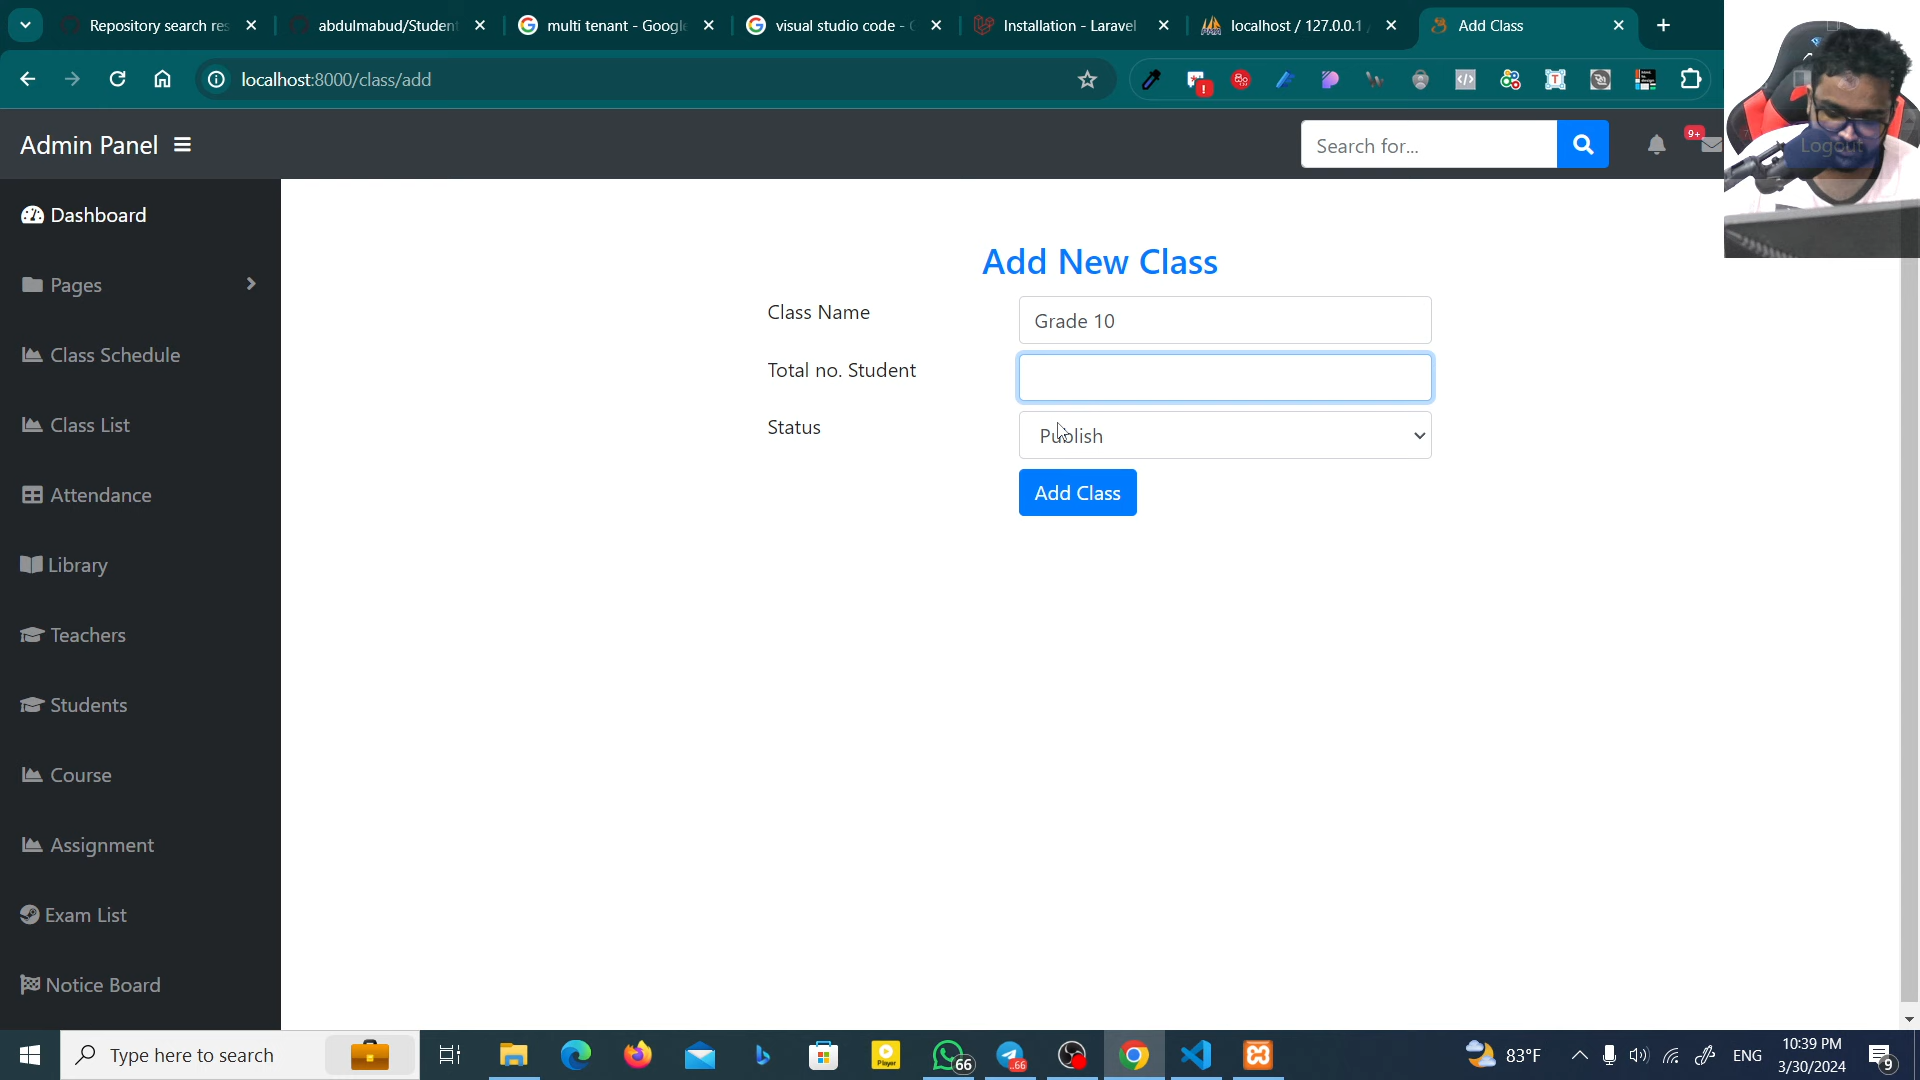 Repository search res
abdulmabud/Student
multi tenant - Google
visual studio code - G
Installation - Laravel
localhost / 127.0.0.1 /
Add Class
localhost:8000/class/add
Admin Panel
Search for...
9+
Logout
Dashboard
Pages
Class Schedule
Class List
Attendance
Library
Teachers
Students
Course
Assignment
Exam List
Notice Board
Add New Class
Class Name
Grade 10
Total no. Student
Status
Publish
Add Class
Type here to search
Player
66
66
83°F
ENG
10:39 PM
3/30/2024
9